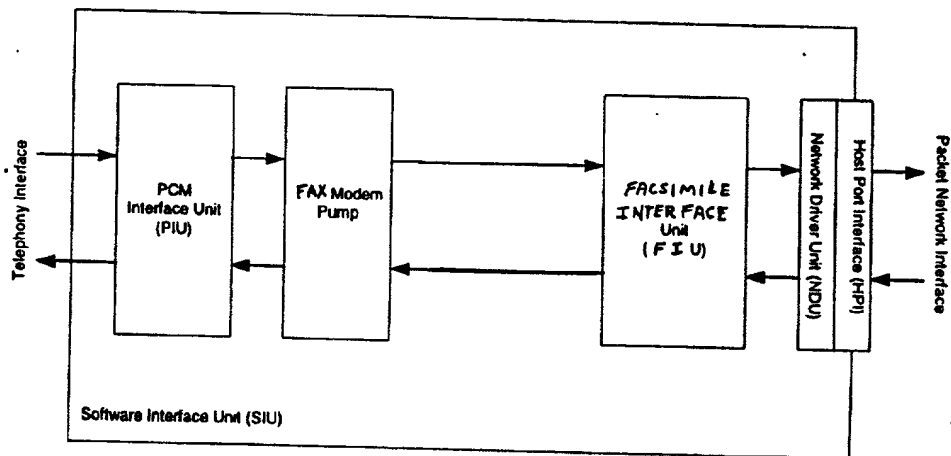 Telephony Interface
PCM
Interface Unit
(PIU)
FAX Modem
Pump
FACSIMILE
INTERFACE
Unit
(FIU)
Network Driver Unit (NDU)
Host Port Interface (HPI)
Packet Network Interface
Software Interface Unit (SIU)